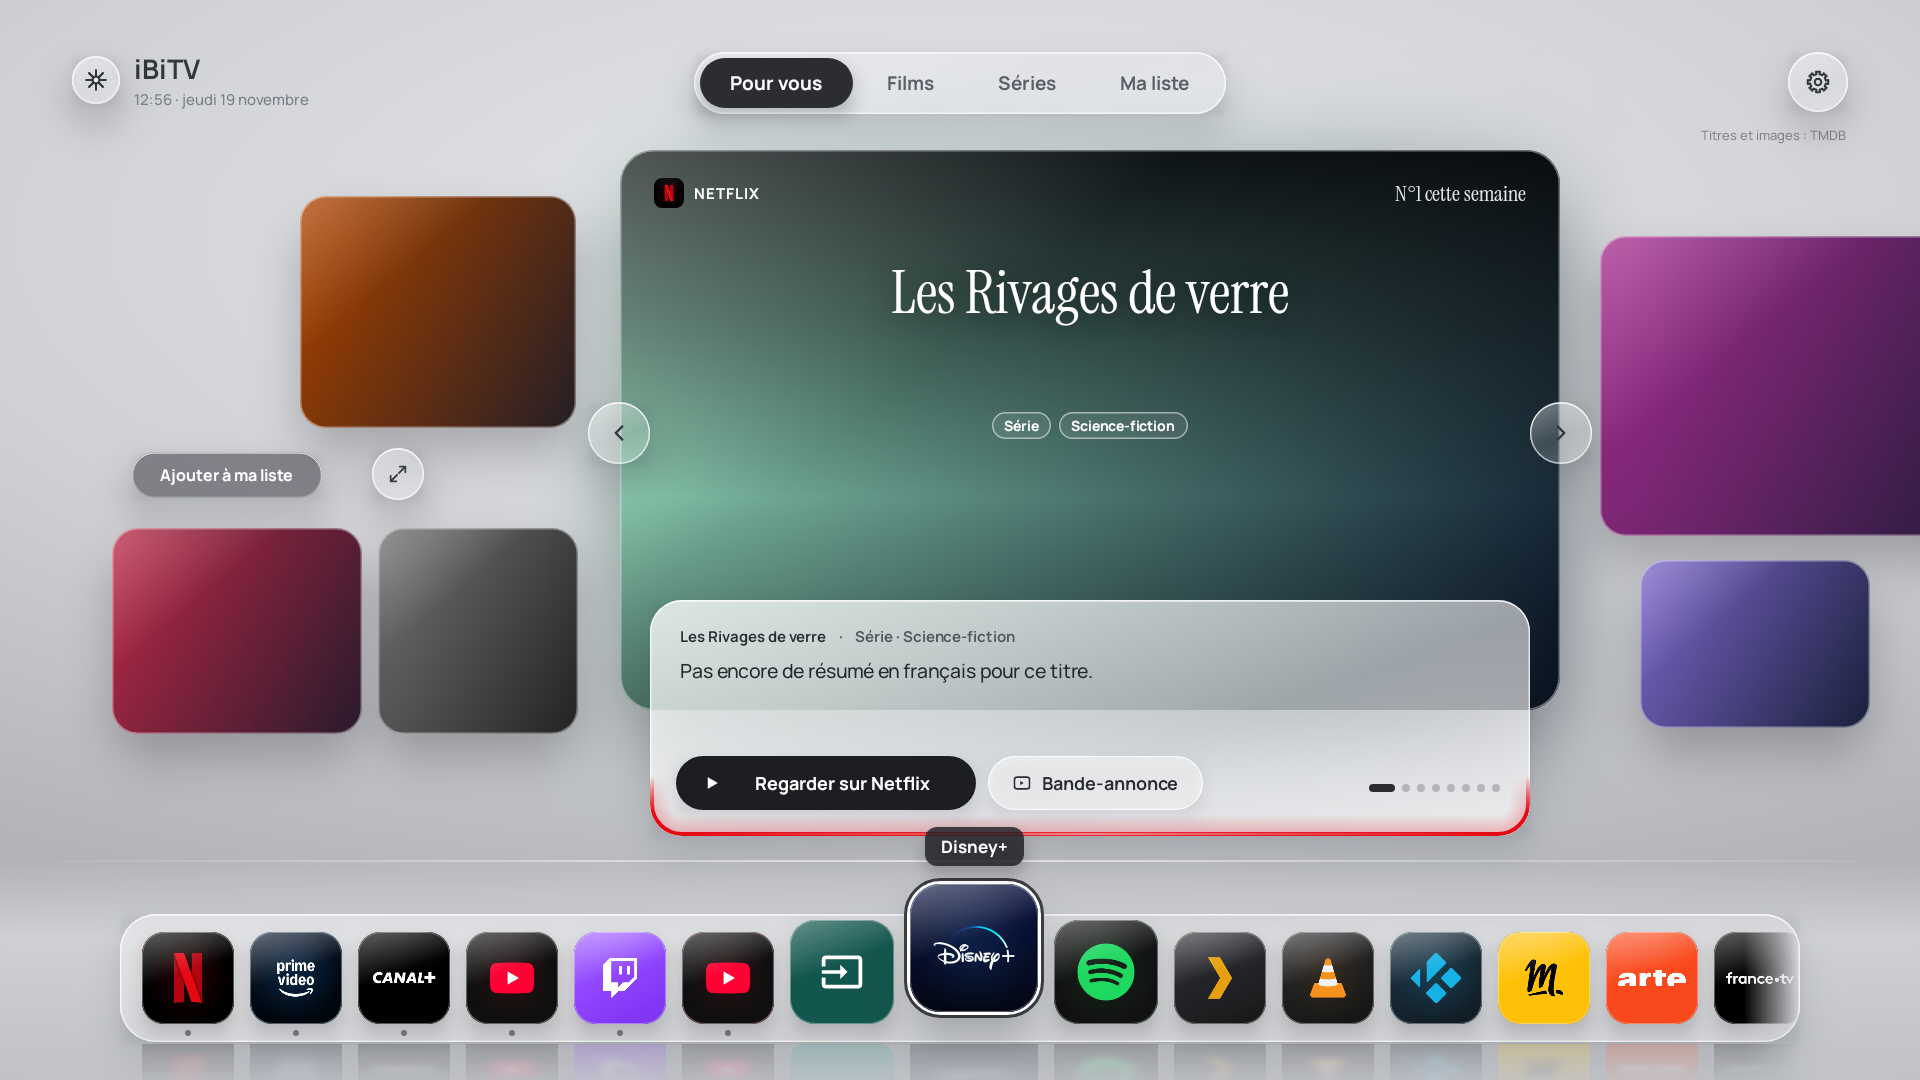 iBiTV
12:56 · jeudi 19 novembre
Pour vous
Films
Séries
Ma liste
Titres et images : TMDB
NETFLIX
N°1 cette semaine
Les Rivages de verre
Série
Science-fiction
Ajouter à ma liste
Les Rivages de verre · Série · Science-fiction
Pas encore de résumé en français pour ce titre.
Regarder sur Netflix
Bande-annonce
Disney+
N
prime video
CANAL+
Disney+
m.
arte
france•tv